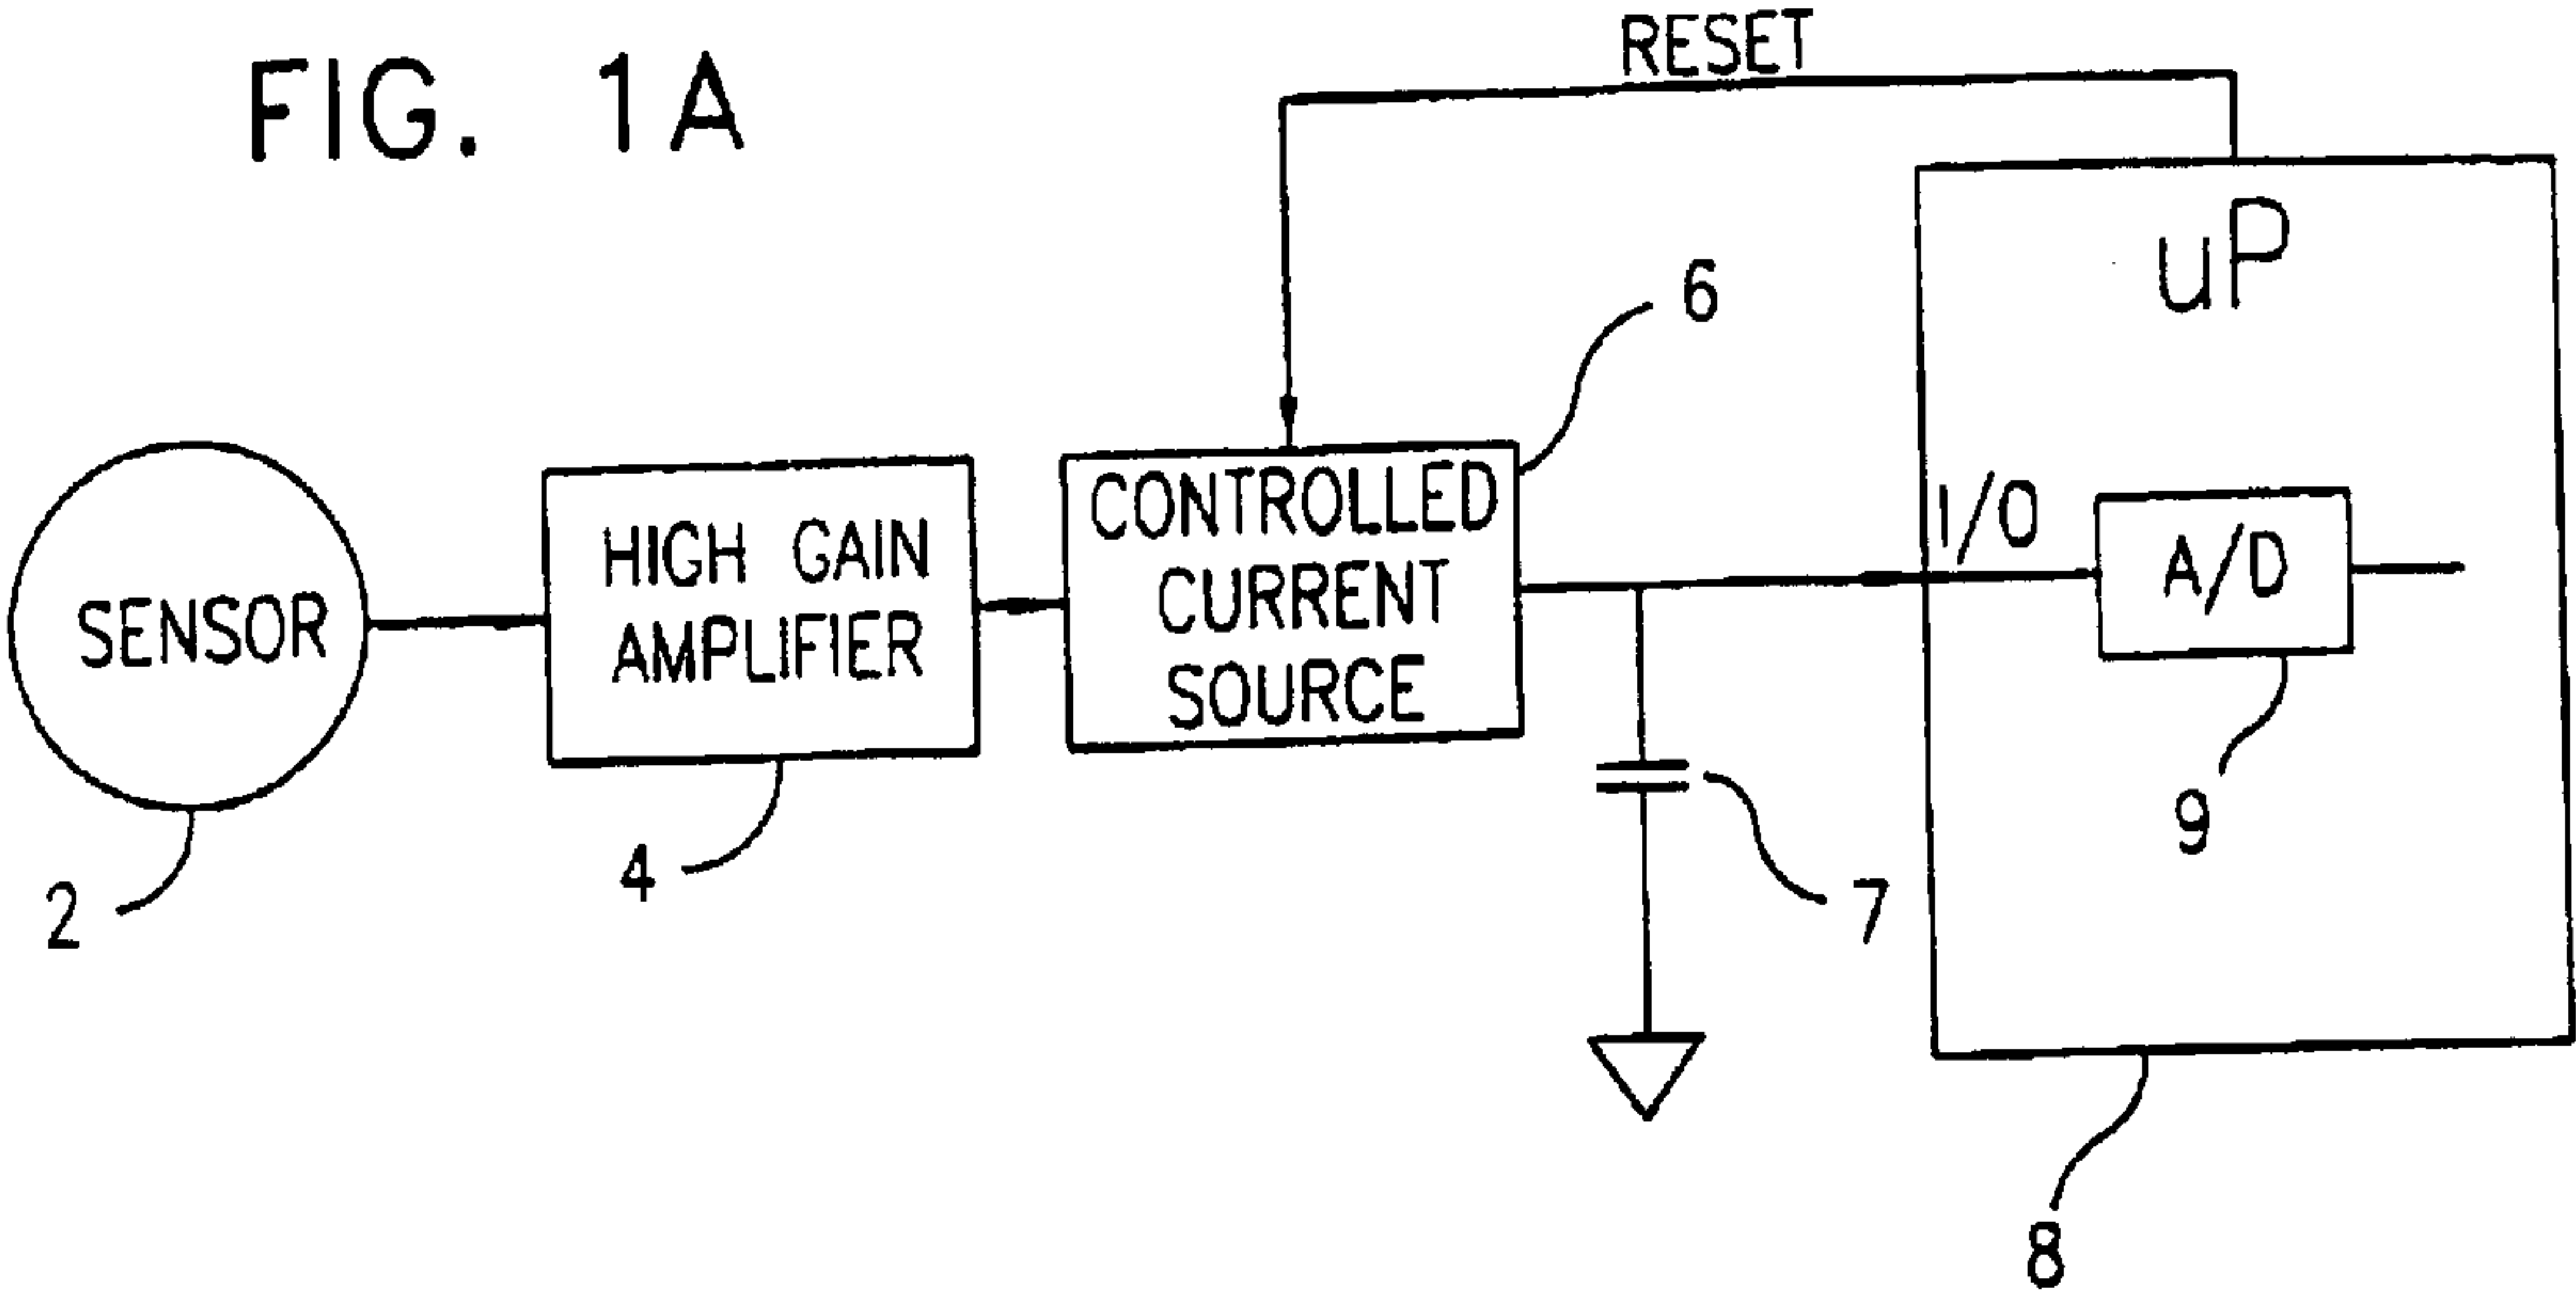 FIG. 1A
RESET
uP
6
I/O
SENSOR
HIGH GAIN
AMPLIFIER
CONTROLLED
CURRENT
SOURCE
A/D
2
4
7
9
8